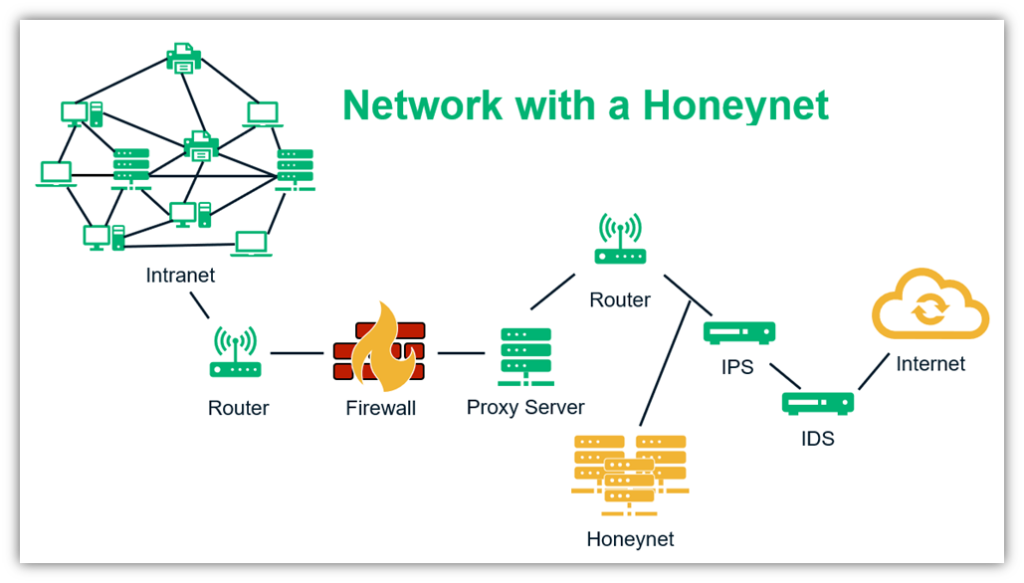 Network with a Honeynet
Intranet
Router
Firewall
Proxy Server
Router
IPS
IDS
Internet
Honeynet